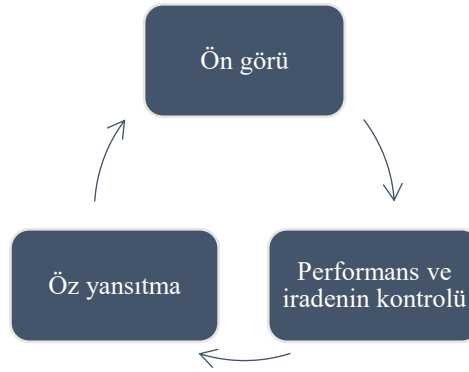 Ön görü
Öz yansıtma
Performans ve
iradenin kontrolü